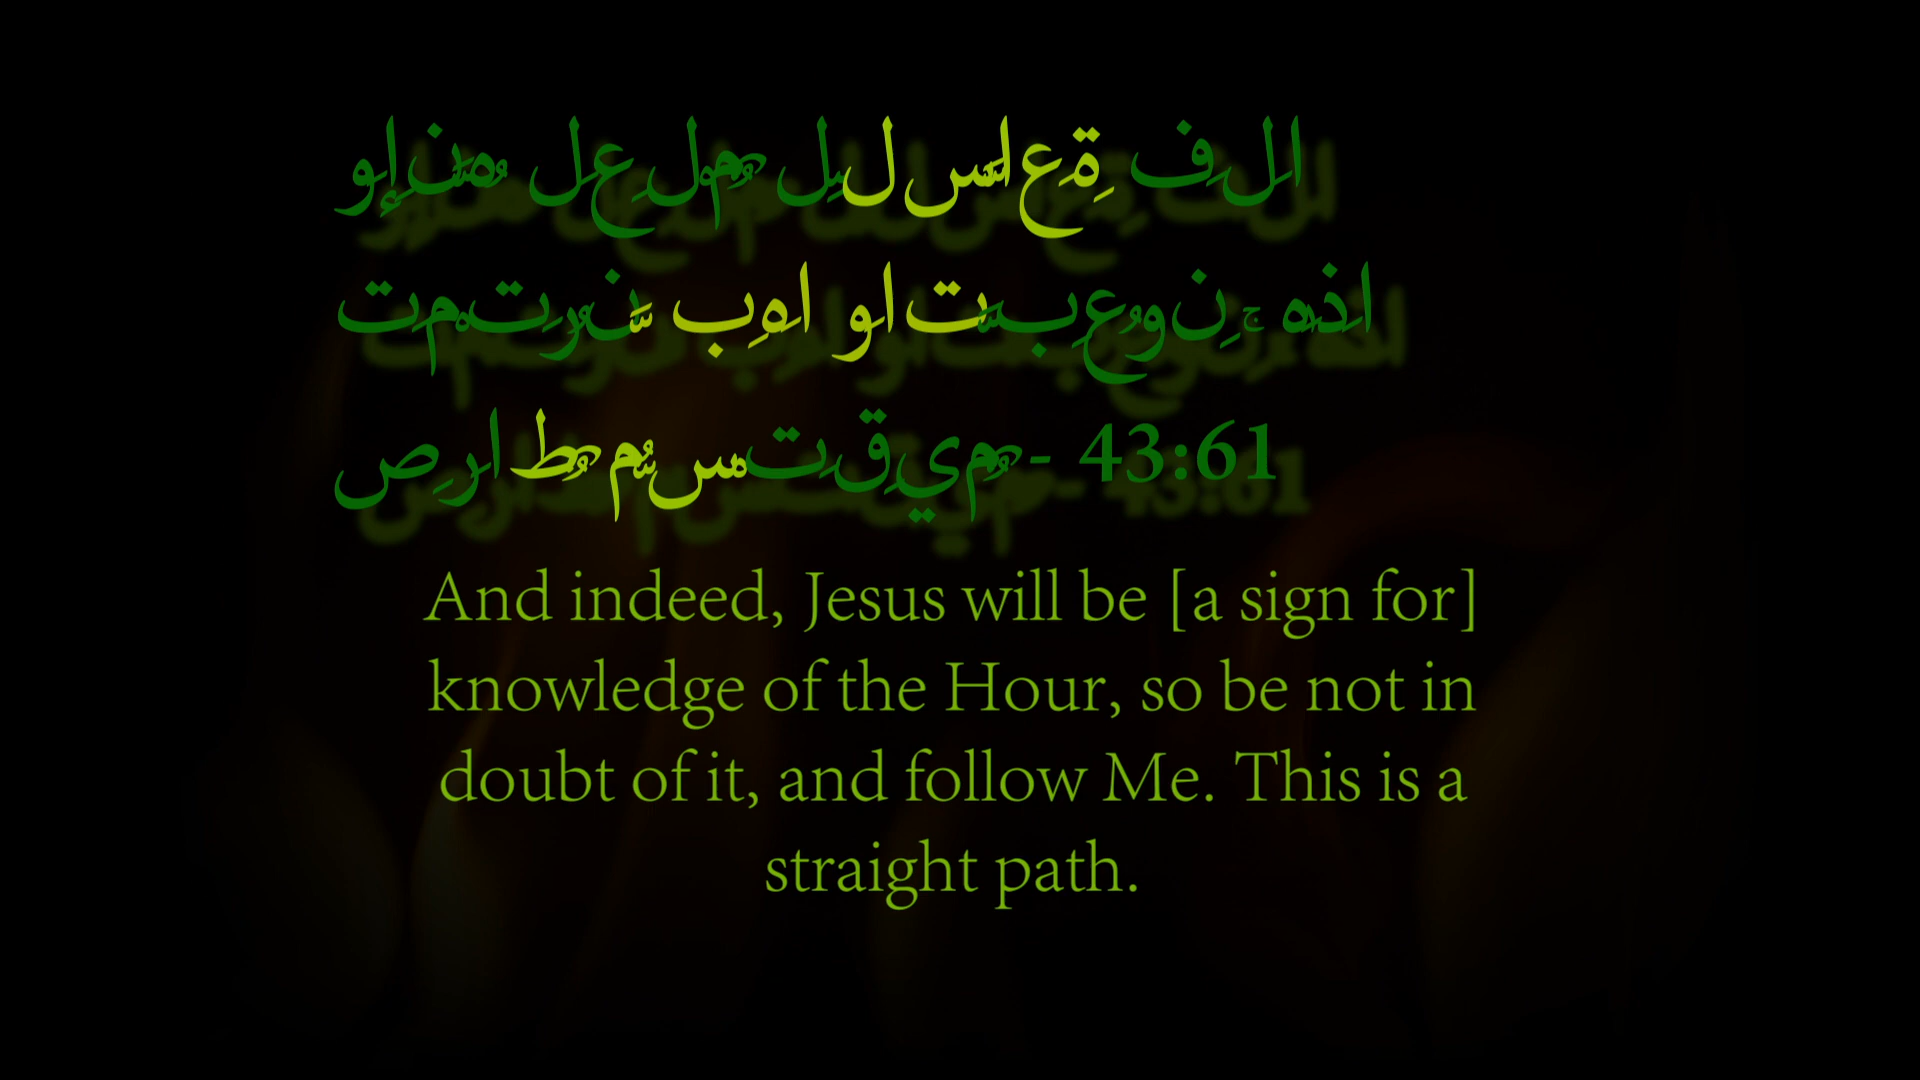 وَإِنَّهُ لَعِلْمٌ لِلسَّاعَةِ فَلَا
تَمْتَرُنَّ بِهَا وَاتَّبِعُونِ ۚ هَذَا
صِرَاطٌ مُسْتَقِيمٌ - 43:61
And indeed, Jesus will be [a sign for]
knowledge of the Hour, so be not in
doubt of it, and follow Me. This is a
straight path.